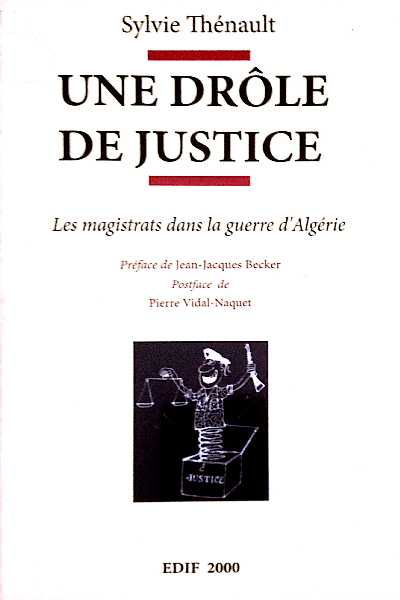 Sylvie Thénault
UNE DRÔLE
DE JUSTICE
Les magistrats dans la guerre d'Algérie
Préface de Jean-Jacques Becker
Postface de
Pierre Vidal-Naquet
JUSTICE
EDIF 2000